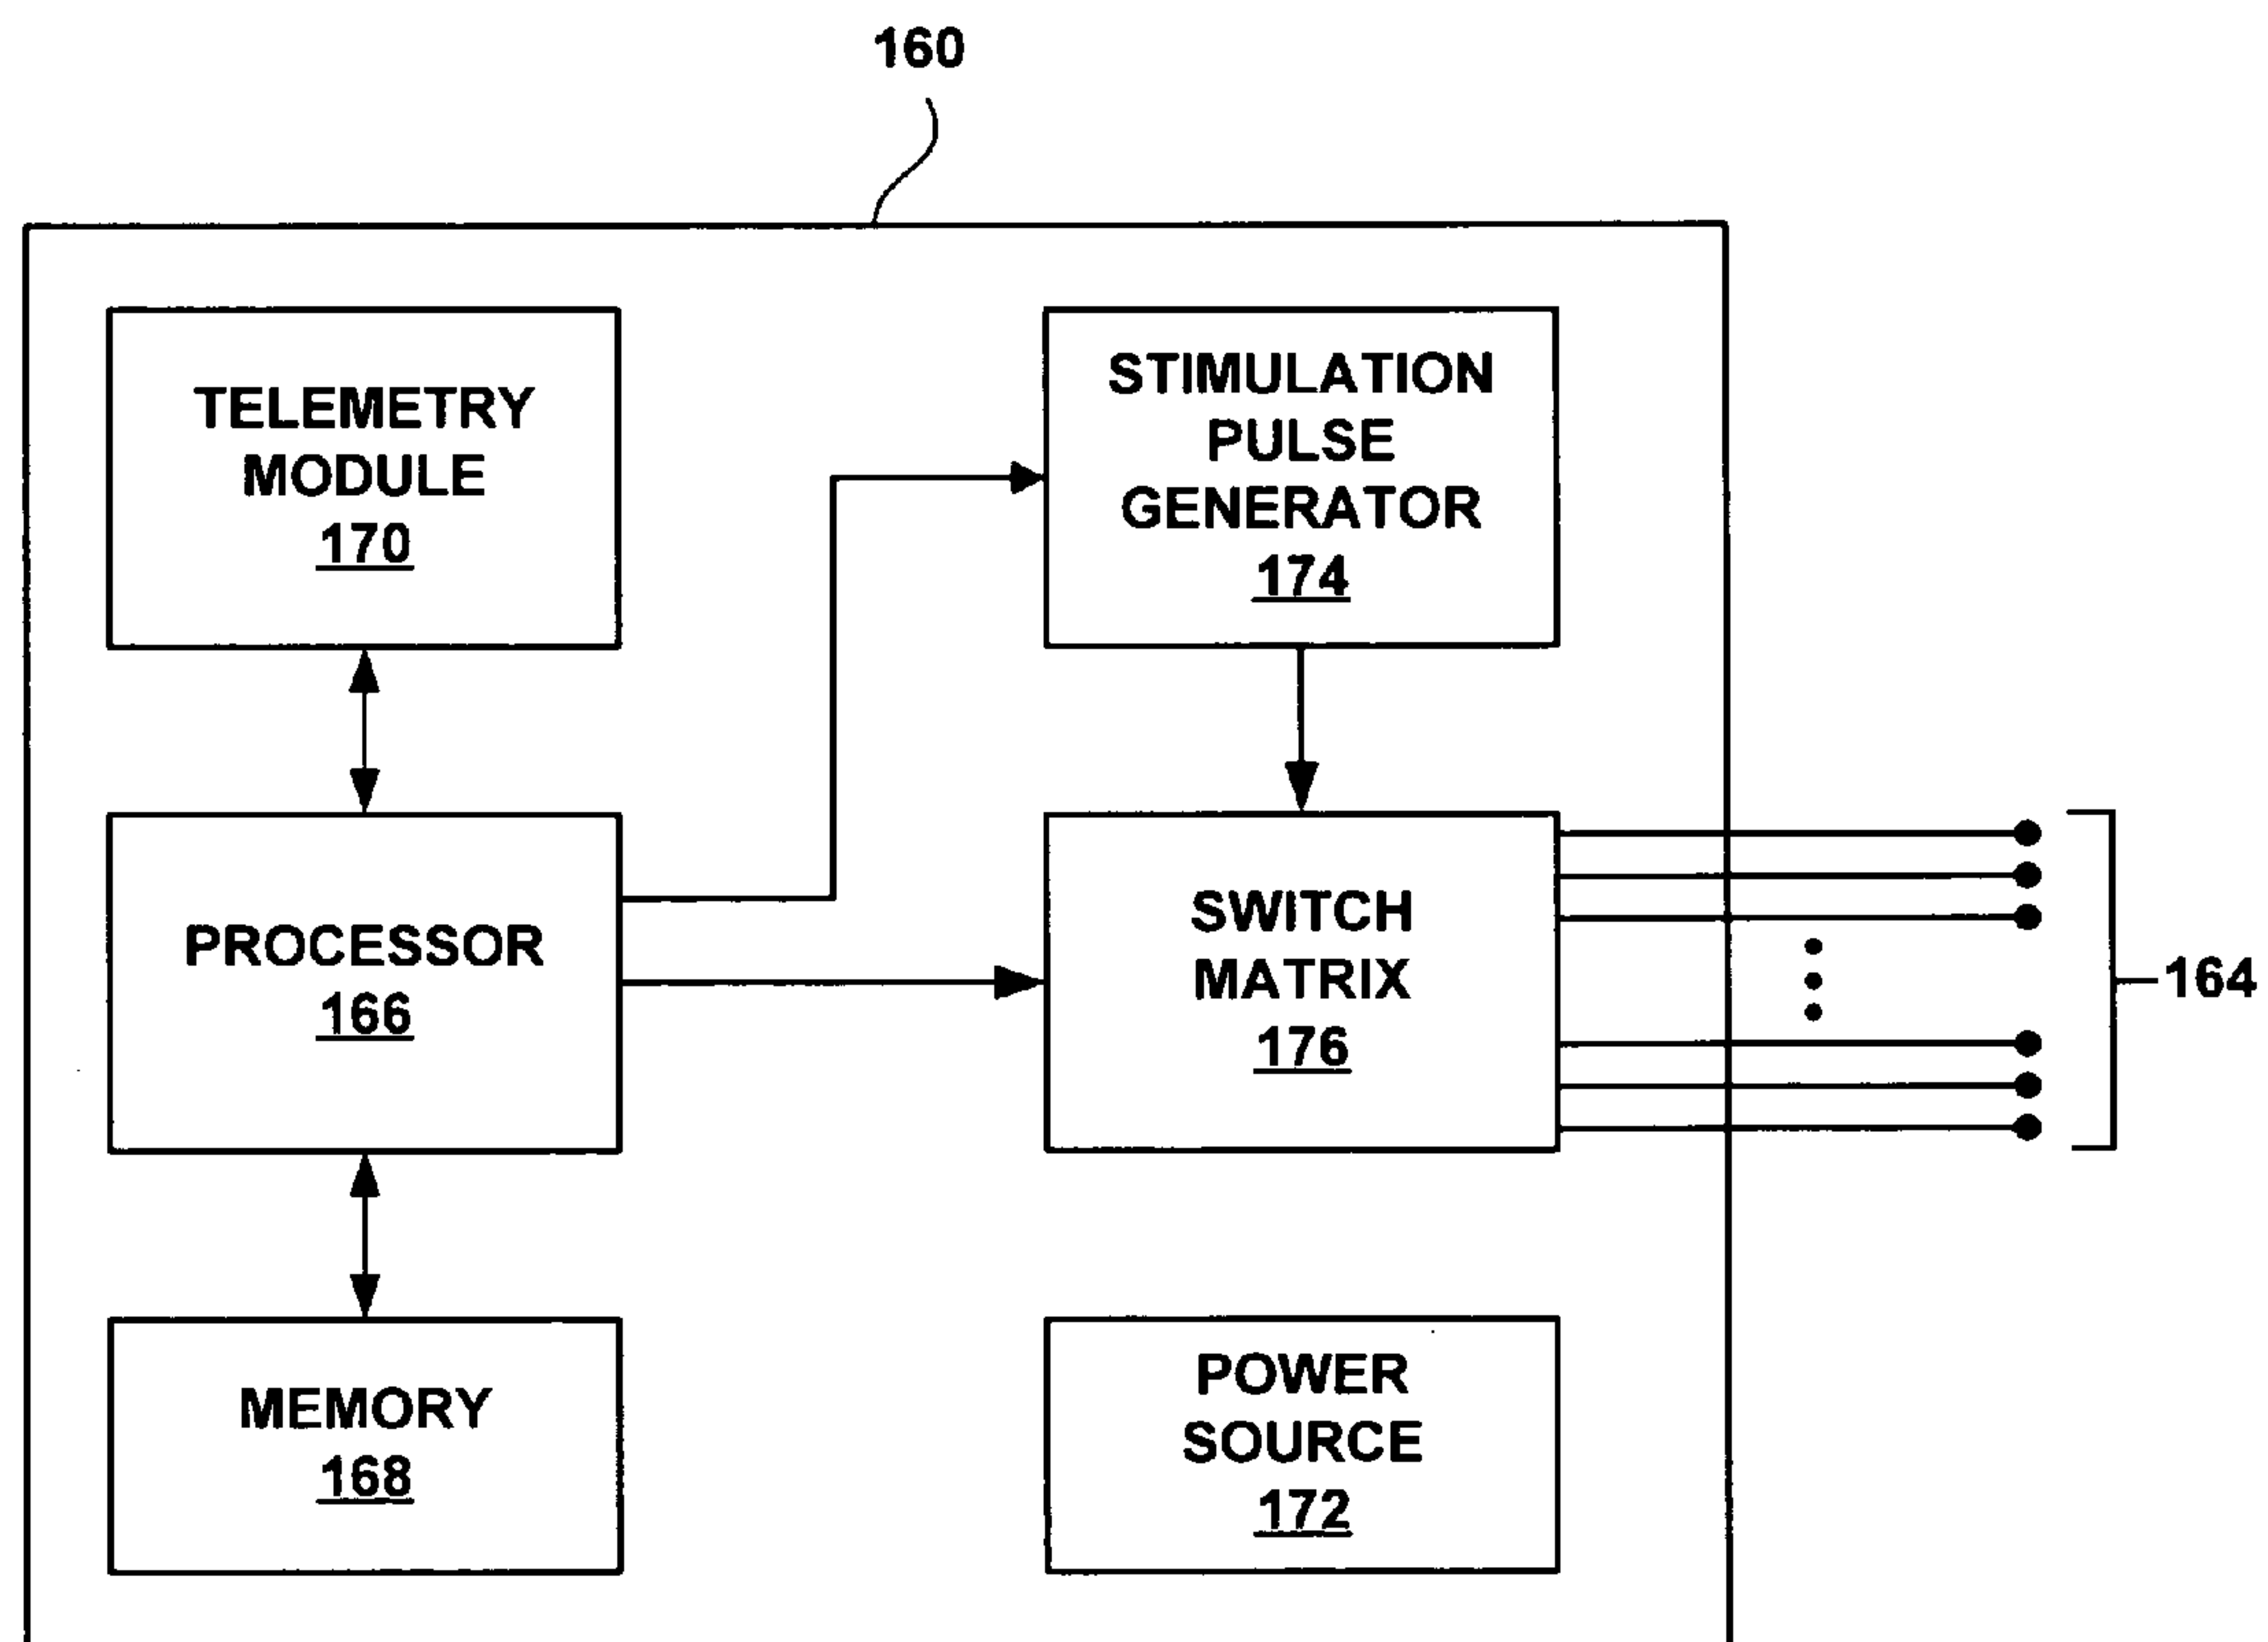 160
TELEMETRY
MODULE
170
STIMULATION
PULSE
GENERATOR
174
PROCESSOR
166
SWITCH
MATRIX
176
164
MEMORY
168
POWER
SOURCE
172